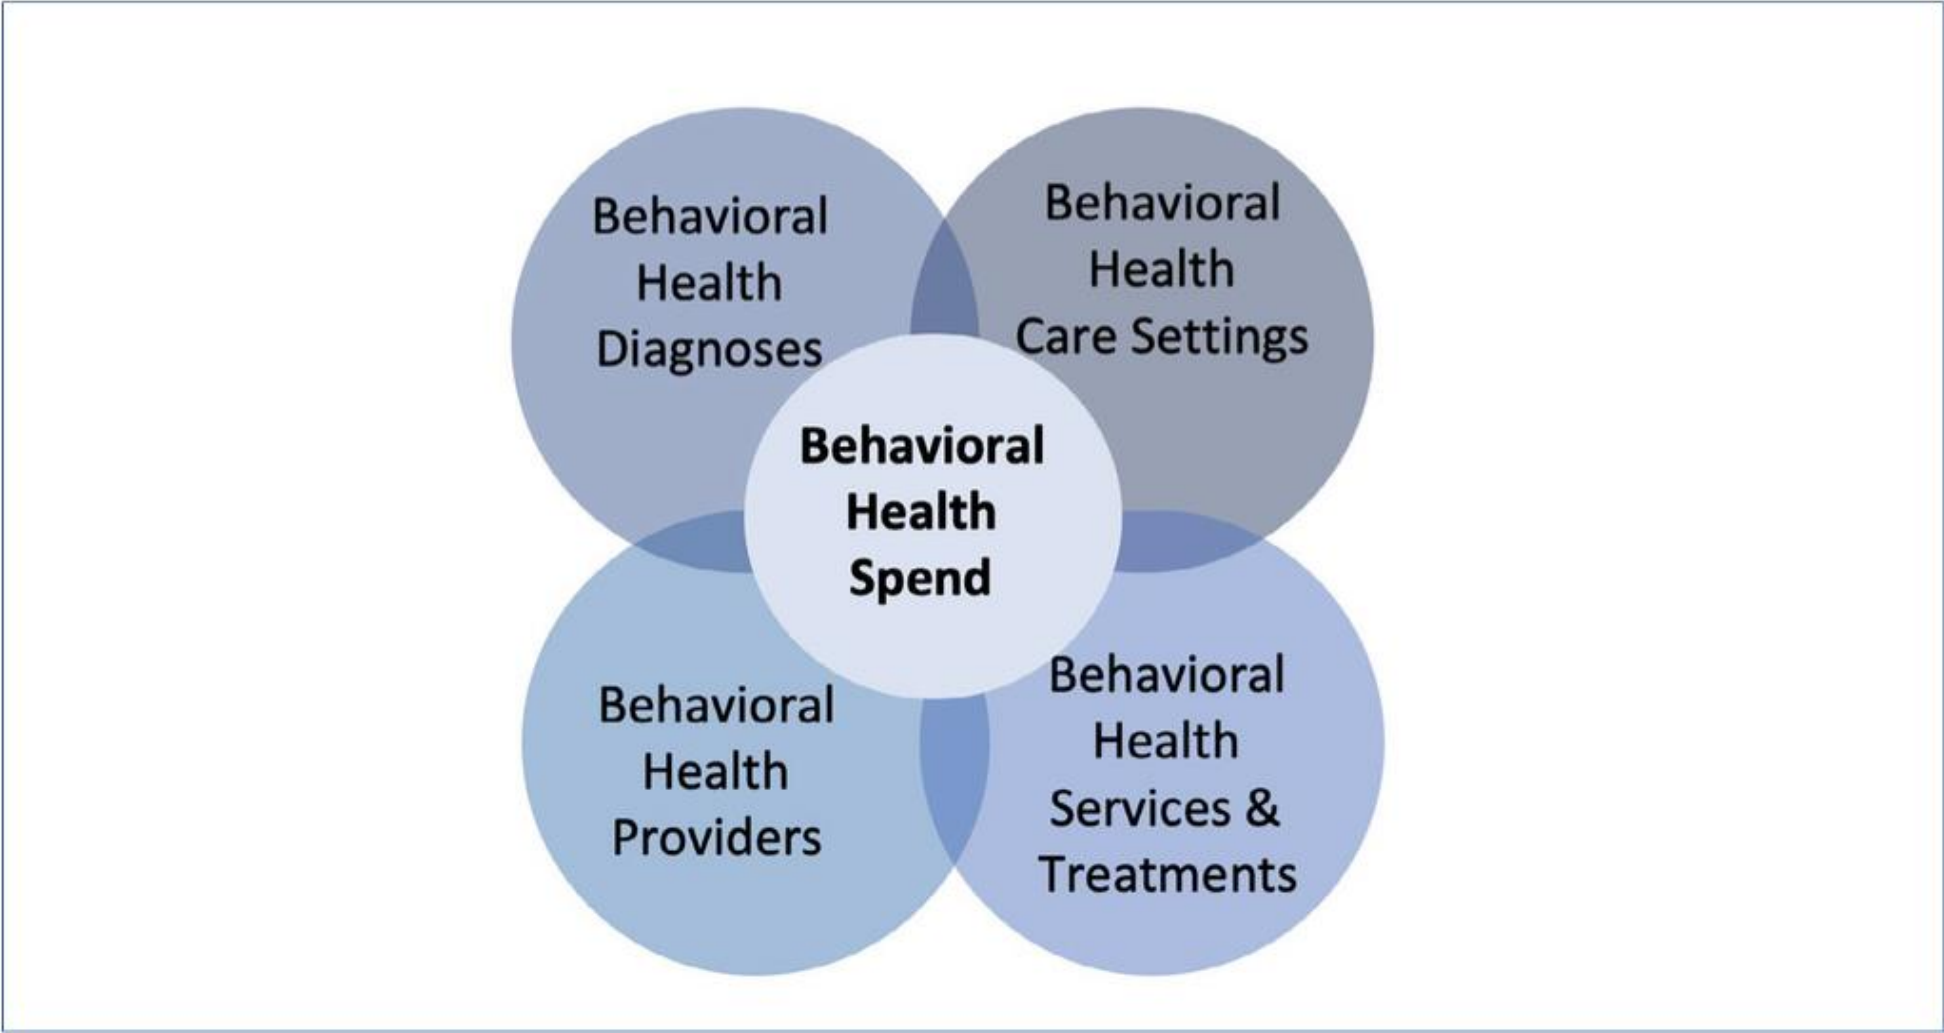 Behavioral
Health
Diagnoses
Behavioral
Health
Care Settings
Behavioral
Health
Spend
Behavioral
Health
Providers
Behavioral
Health
Services &
Treatments